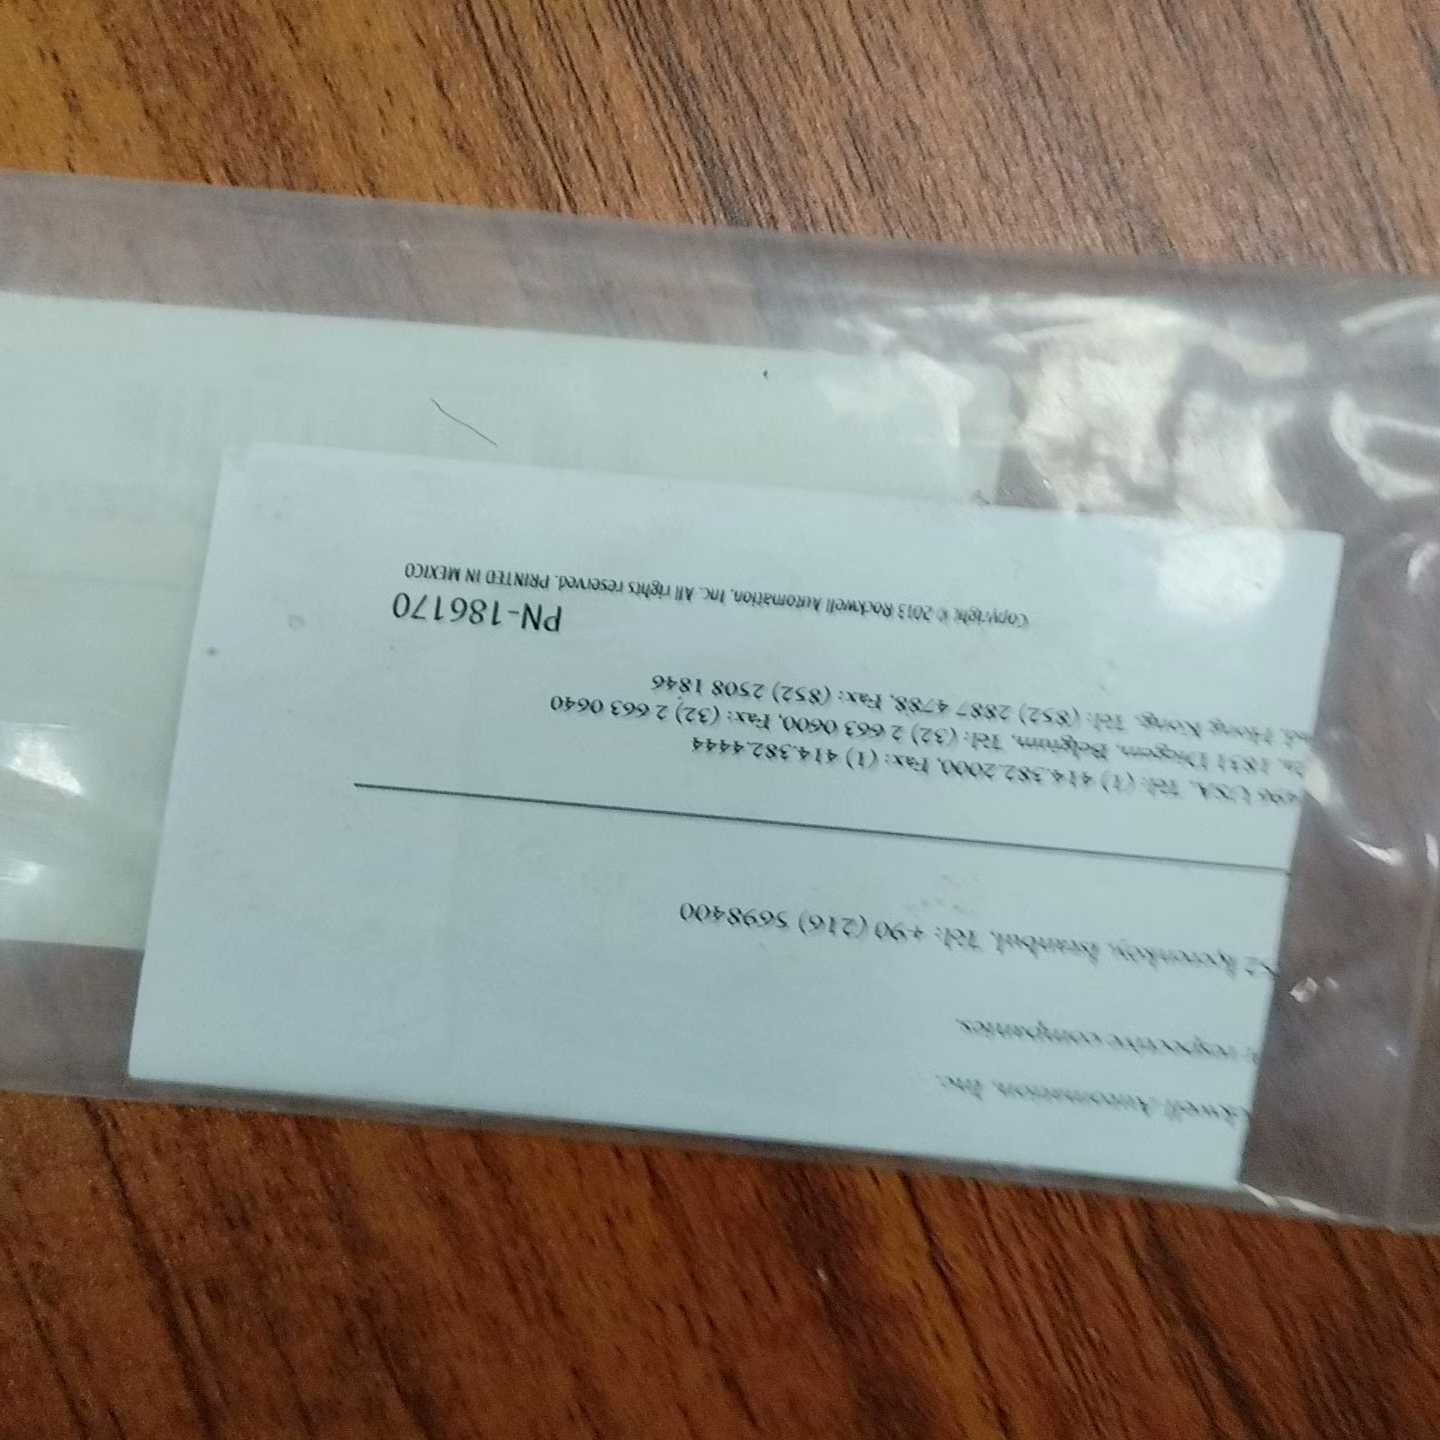 Automation, Inc.
respective companies.
İstanbul, Tel: +90 (216) 5698400
USA, Tel: (1) 414.382.2000, Fax: (1) 414.382.4444
1831 Diegem, Belgium, Tel: (32) 2 663 0600, Fax: (32) 2 663 0640
Hong Kong, Tel: (852) 2887 4788, Fax: (852) 2508 1846
PN-186170
Copyright © 2013 Rockwell Automation, Inc. All rights reserved. PRINTED IN MEXICO